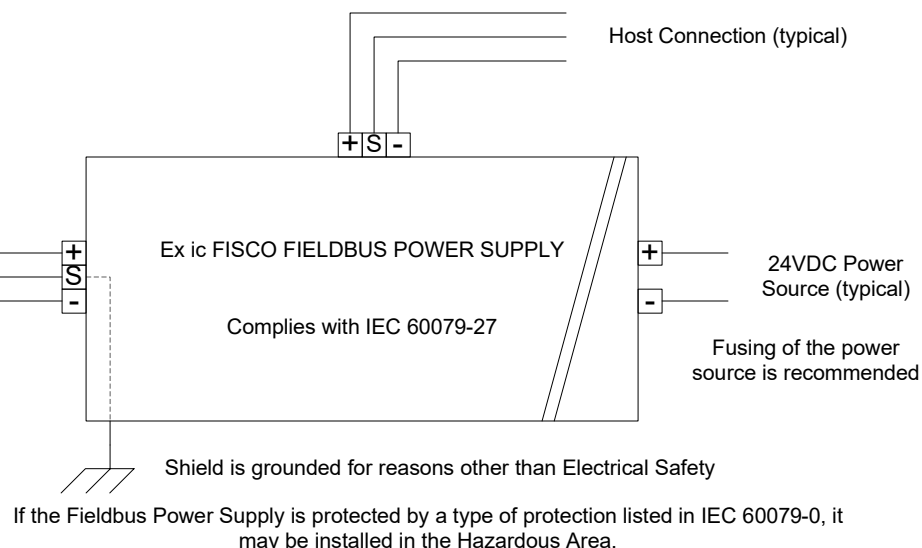 Host Connection (typical)
+ S -
Ex ic FISCO FIELDBUS POWER SUPPLY
Complies with IEC 60079-27
+
S
-
+
-
24VDC Power
Source (typical)
Fusing of the power
source is recommended
Shield is grounded for reasons other than Electrical Safety
If the Fieldbus Power Supply is protected by a type of protection listed in IEC 60079-0, it
may be installed in the Hazardous Area.